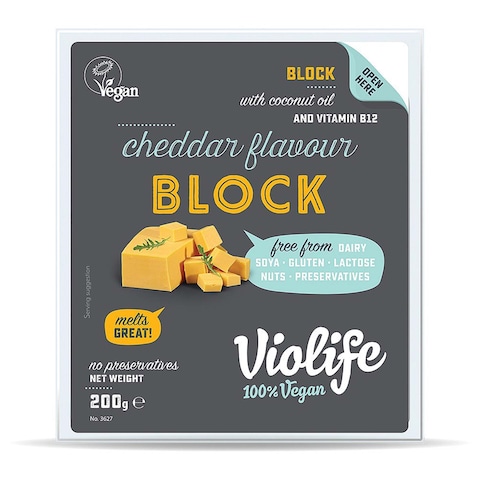 Vegan
BLOCK
with coconut oil
AND VITAMIN B12
OPEN
HERE
cheddar flavour
BLOCK
free from DAIRY
SOYA · GLUTEN · LACTOSE
NUTS · PRESERVATIVES
Serving suggestion
melts
GREAT!
no preservatives
NET WEIGHT
200g ℮
No. 3627
Violife
100% Vegan